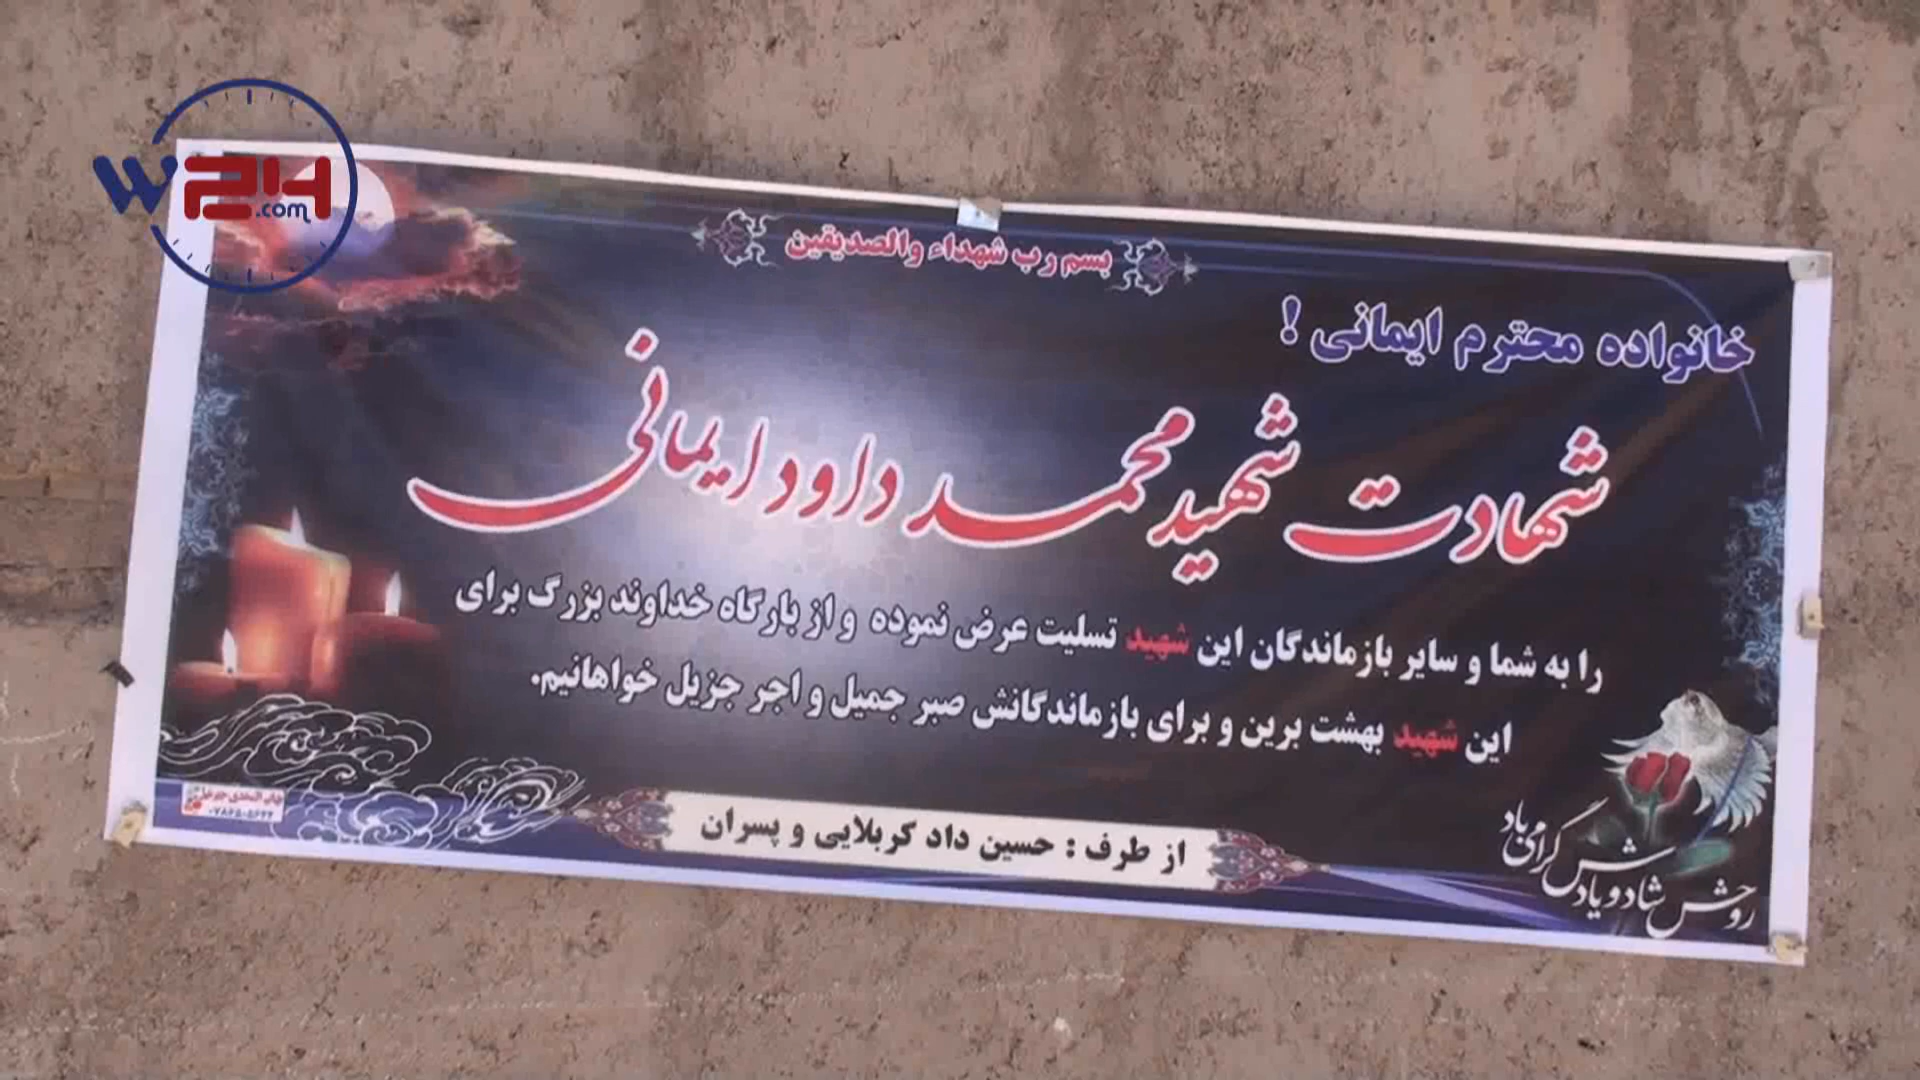 W24
.com
بسم رب شهداء والصدیقین
خانواده محترم ایمانی !
شهادت شهید محمد داود ایمانی
را به شما و سایر بازماندگان این شهید تسلیت عرض نموده و از بارگاه خداوند بزرگ برای
این شهید بهشت برین و برای بازماندگانش صبر جمیل و اجر جزیل خواهانیم.
از طرف : حسین داد کربلایی و پسران
روحش شاد و یادش گرامی باد